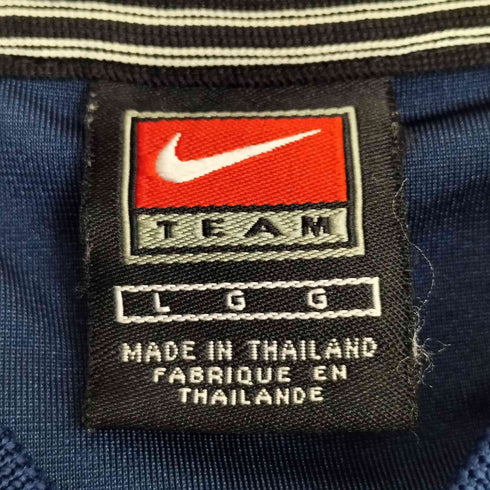 TEAM
L G G
MADE IN THAILAND
FABRIQUE EN
THAILANDE